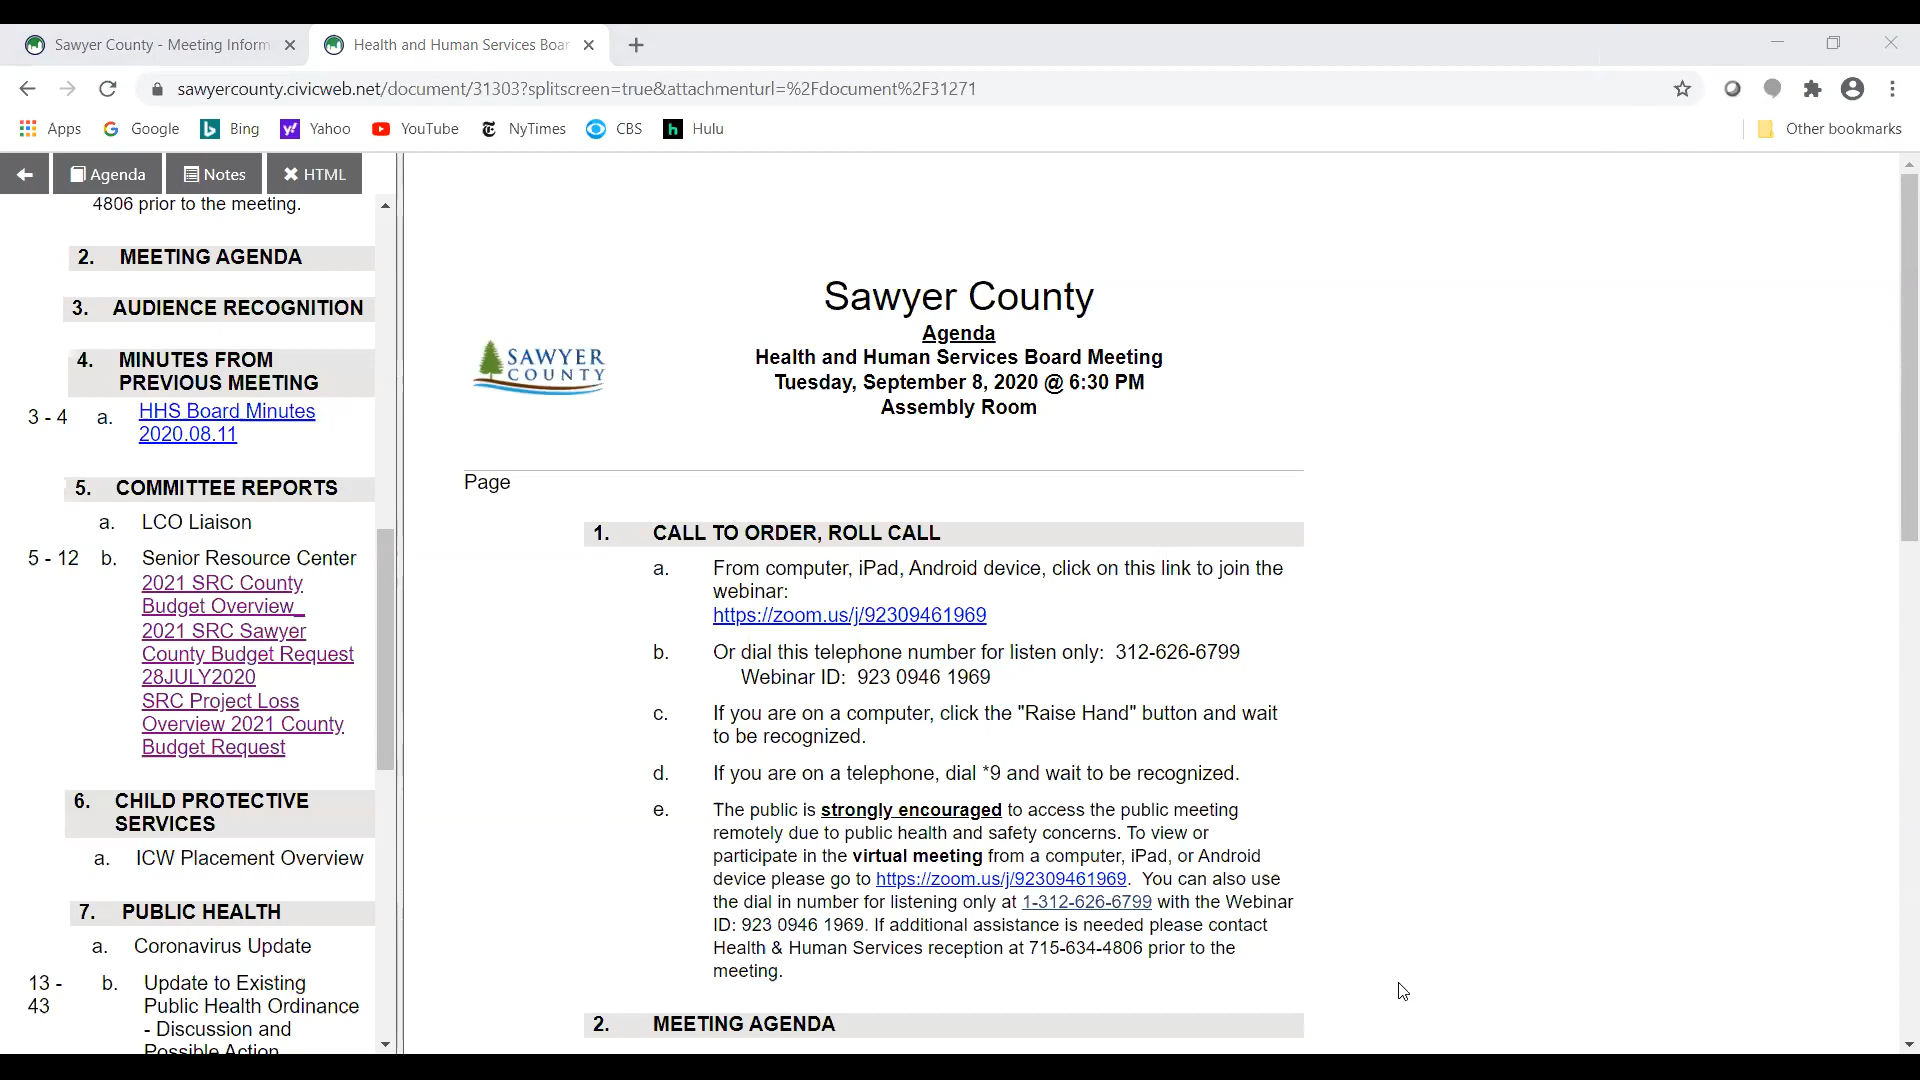 Sawyer County - Meeting Inform
Health and Human Services Boar
sawyercounty.civicweb.net/document/31303?splitscreen=true&attachmenturl=%2Fdocument%2F31271
Apps
Google
Bing
Yahoo
YouTube
NyTimes
CBS
Hulu
Other bookmarks
Agenda
Notes
HTML
4806 prior to the meeting.
2. MEETING AGENDA
3. AUDIENCE RECOGNITION
4. MINUTES FROM
PREVIOUS MEETING
3 - 4 a. HHS Board Minutes
2020.08.11
5. COMMITTEE REPORTS
a. LCO Liaison
5 - 12 b. Senior Resource Center
2021 SRC County
Budget Overview_
2021 SRC Sawyer
County Budget Request
28JULY2020
SRC Project Loss
Overview 2021 County
Budget Request
6. CHILD PROTECTIVE
SERVICES
a. ICW Placement Overview
7. PUBLIC HEALTH
a. Coronavirus Update
13 - b. Update to Existing
43 Public Health Ordinance
- Discussion and
Possible Action
Sawyer County
Agenda
Health and Human Services Board Meeting
Tuesday, September 8, 2020 @ 6:30 PM
Assembly Room
SAWYER
COUNTY
Page
1. CALL TO ORDER, ROLL CALL
a. From computer, iPad, Android device, click on this link to join the
webinar:
https://zoom.us/j/92309461969
b. Or dial this telephone number for listen only: 312-626-6799
Webinar ID: 923 0946 1969
c. If you are on a computer, click the "Raise Hand" button and wait
to be recognized.
d. If you are on a telephone, dial *9 and wait to be recognized.
e. The public is strongly encouraged to access the public meeting
remotely due to public health and safety concerns. To view or
participate in the virtual meeting from a computer, iPad, or Android
device please go to https://zoom.us/j/92309461969. You can also use
the dial in number for listening only at 1-312-626-6799 with the Webinar
ID: 923 0946 1969. If additional assistance is needed please contact
Health & Human Services reception at 715-634-4806 prior to the
meeting.
2. MEETING AGENDA